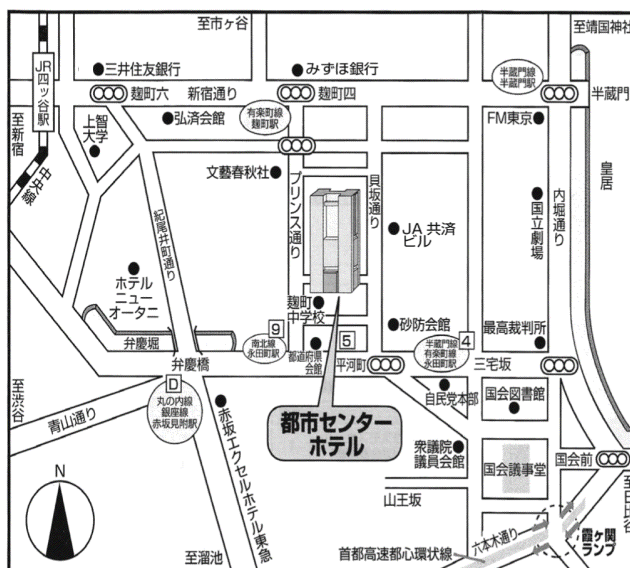 至市ヶ谷
至靖国神社
JR四ツ谷駅
三井住友銀行
みずほ銀行
半蔵門線
半蔵門駅
麹町六
新宿通り
麹町四
半蔵門
至新宿
上智
大学
弘済会館
有楽町線
麹町駅
FM東京
中央線
文藝春秋社
プリンス通り
貝坂通り
皇居
紀尾井町通り
JA共済
ビル
国立劇場
内堀通り
ホテル
ニュー
オータニ
麹町
中学校
砂防会館
最高裁判所
弁慶堀
9
南北線
永田町駅
都道府県
会館
5
平河町
半蔵門線
有楽町線
永田町駅
4
三宅坂
弁慶橋
至渋谷
D
丸の内線
銀座線
赤坂見附駅
自民党本部
国会図書館
青山通り
赤坂エクセルホテル東急
都市センター
ホテル
衆議院
議員会館
国会議事堂
国会前
至日比谷
N
山王坂
至溜池
首都高速都心環状線
六本木通り
霞ヶ関
ランプ